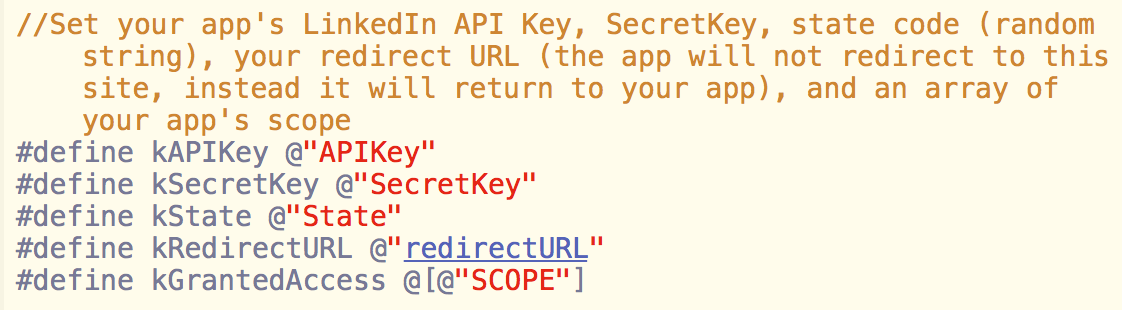 //Set your app's LinkedIn API Key, SecretKey, state code (random
string), your redirect URL (the app will not redirect to this
site, instead it will return to your app), and an array of
your app's scope
#define kAPIKey @"APIKey"
#define kSecretKey @"SecretKey"
#define kState @"State"
#define kRedirectURL @"redirectURL"
#define kGrantedAccess @[@"SCOPE"]